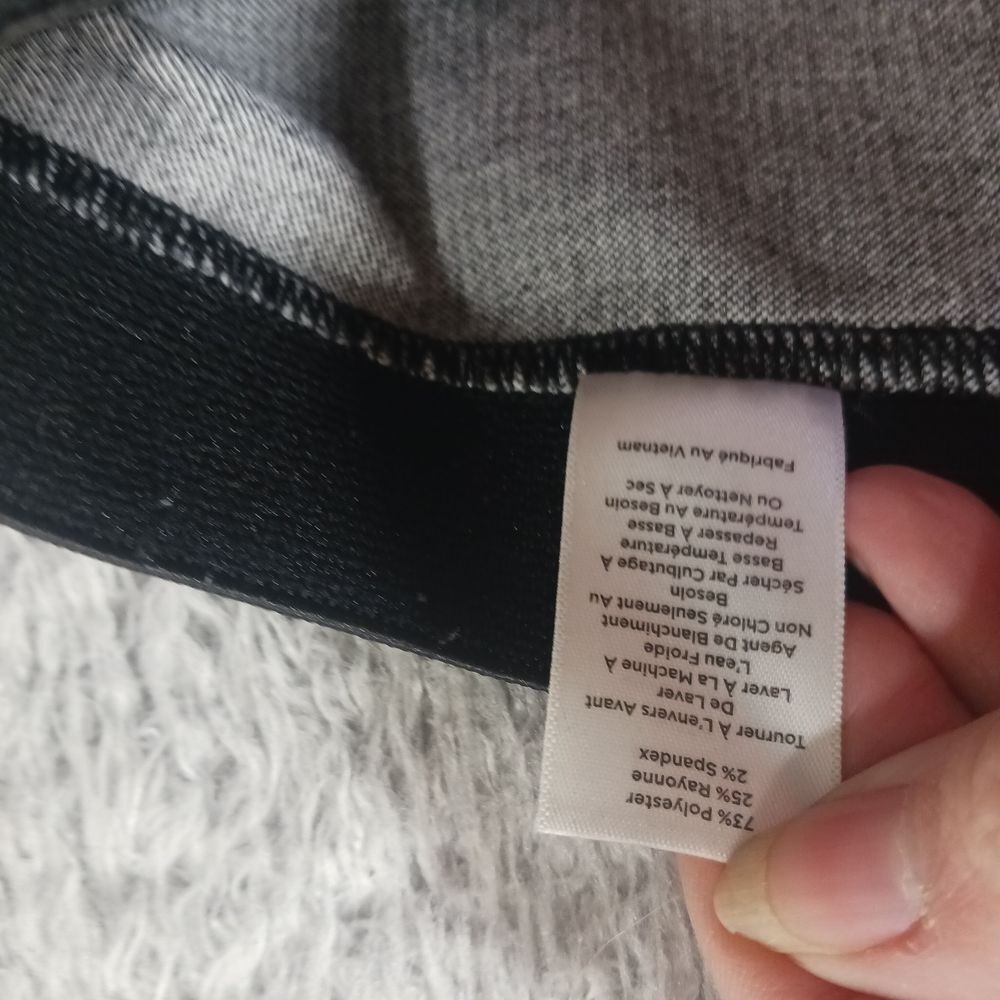 73% Polyester
25% Rayonne
2% Spandex
Tourner À L'envers Avant
De Laver
Laver À La Machine À
L'eau Froide
Agent De Blanchiment
Non Chloré Seulement Au
Besoin
Sécher Par Culbutage À
Basse Température
Repasser À Basse
Température Au Besoin
Ou Nettoyer À Sec
Fabriqué Au Vietnam